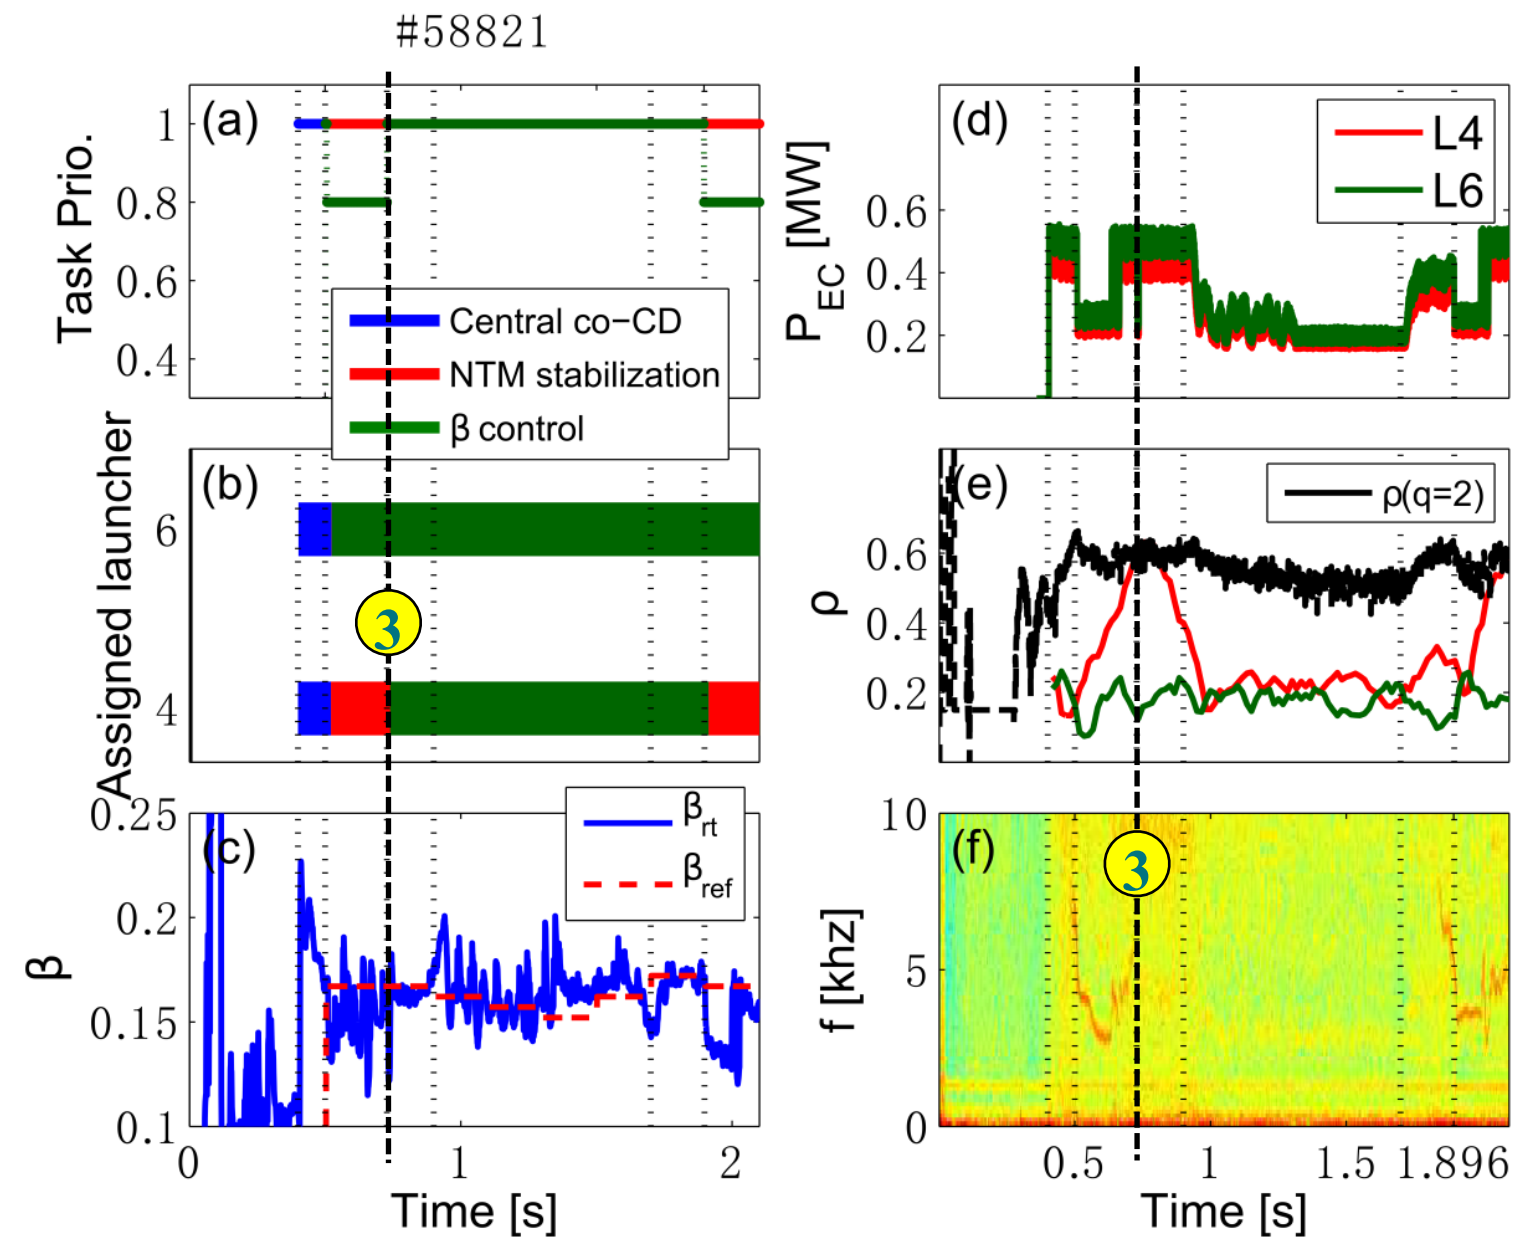 #58821
(a)
Task Prio.
1
0.8
0.6
0.4
Central co−CD
NTM stabilization
β control
(b)
Assigned launcher
6
4
3
(c)
β
0.25
0.2
0.15
0.1
βrt
βref
0
1
2
Time [s]
(d)
PEC [MW]
0.6
0.4
0.2
L4
L6
(e)
ρ
0.6
0.4
0.2
ρ(q=2)
(f)
f [khz]
10
5
0
3
0.5
1
1.5
1.896
Time [s]